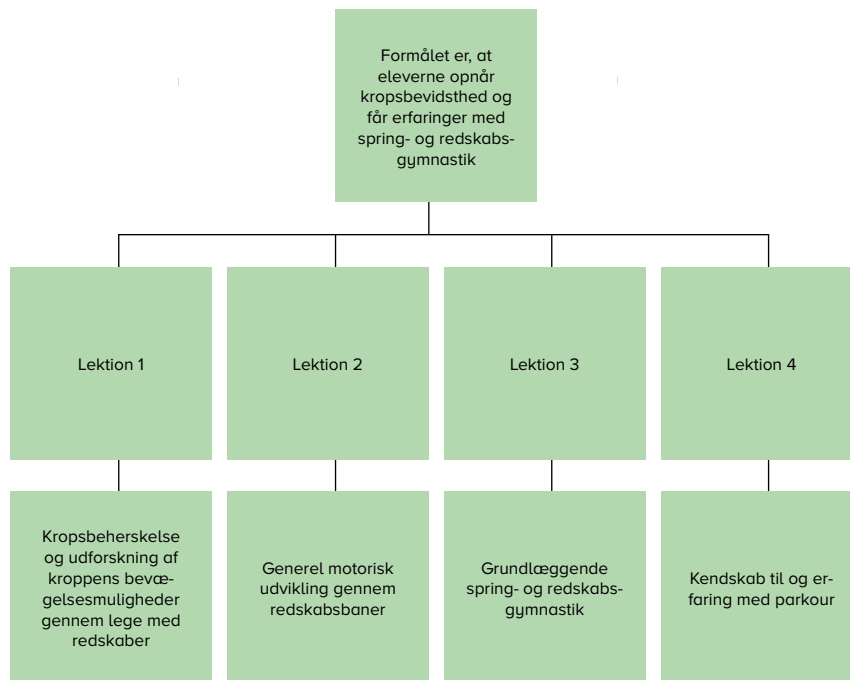 Formålet er, at
eleverne opnår
kropsbevidsthed og
får erfaringer med
spring- og redskabs-
gymnastik
Lektion 1
Lektion 2
Lektion 3
Lektion 4
Kropsbeherskelse
og udforskning af
kroppens bevæ-
gelsesmuligheder
gennem lege med
redskaber
Generel motorisk
udvikling gennem
redskabsbaner
Grundlæggende
spring- og redskabs-
gymnastik
Kendskab til og er-
faring med parkour